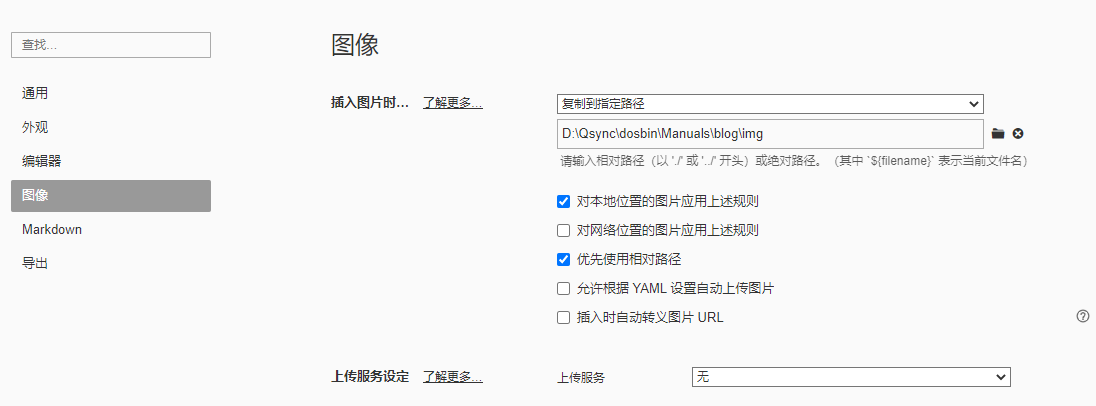 查找...
通用
外观
编辑器
图像
Markdown
导出
图像
插入图片时... 了解更多... 复制到指定路径
D:\Qsync\dosbin\Manuals\blog\img
请输入相对路径（以 './' 或 '../' 开头）或绝对路径。（其中 `${filename}` 表示当前文件名）
对本地位置的图片应用上述规则
对网络位置的图片应用上述规则
优先使用相对路径
允许根据 YAML 设置自动上传图片
插入时自动转义图片 URL
上传服务设定 了解更多... 上传服务 无